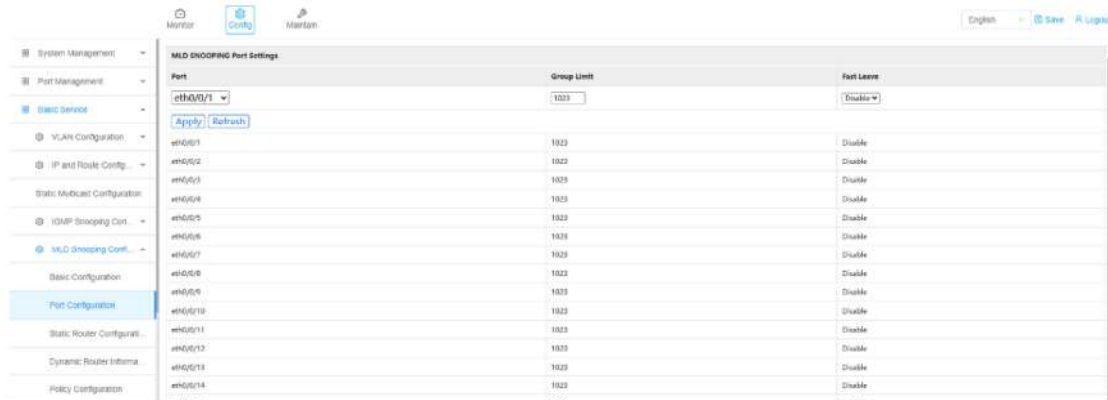 Monitor
Config
Maintain
English
Save
Logout
System Management
Port Management
Basic Service
VLAN Configuration
IP and Route Config...
Static Multicast Configuration
IGMP Snooping Con...
MLD Snooping Confi...
Basic Configuration
Port Configuration
Static Router Configurati...
Dynamic Router Informa...
Policy Configuration
MLD SNOOPING Port Settings
Port Group Limit Fast Leave
eth0/0/1 1023 Disable
Apply Refresh
eth0/0/1 1023 Disable
eth0/0/2 1023 Disable
eth0/0/3 1023 Disable
eth0/0/4 1023 Disable
eth0/0/5 1023 Disable
eth0/0/6 1023 Disable
eth0/0/7 1023 Disable
eth0/0/8 1023 Disable
eth0/0/9 1023 Disable
eth0/0/10 1023 Disable
eth0/0/11 1023 Disable
eth0/0/12 1023 Disable
eth0/0/13 1023 Disable
eth0/0/14 1023 Disable